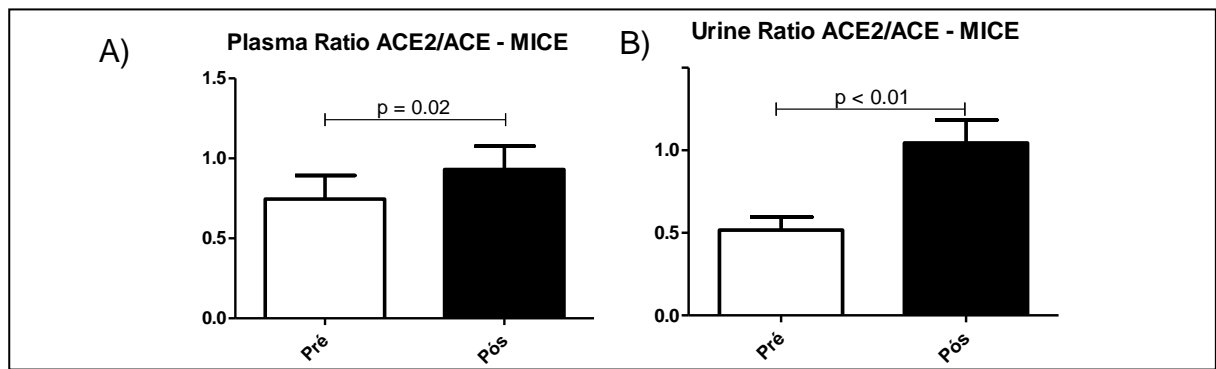 A)
Plasma Ratio ACE2/ACE - MICE
1.5
1.0
0.5
0.0
p = 0.02
Pré
Pós
B)
Urine Ratio ACE2/ACE - MICE
1.0
0.5
0.0
p < 0.01
Pré
Pós